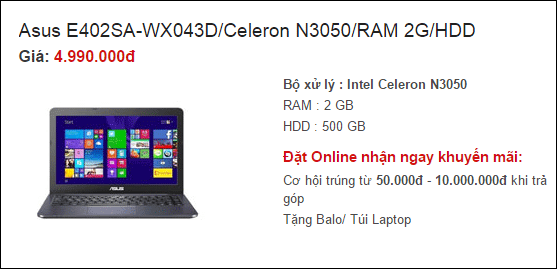 Asus E402SA-WX043D/Celeron N3050/RAM 2G/HDD
Giá: 4.990.000đ
Bộ xử lý : Intel Celeron N3050
RAM : 2 GB
HDD : 500 GB
Đặt Online nhận ngay khuyến mãi:
Cơ hội trúng từ 50.000đ - 10.000.000đ khi trả
góp
Tặng Balo/ Túi Laptop
Start
ASUS